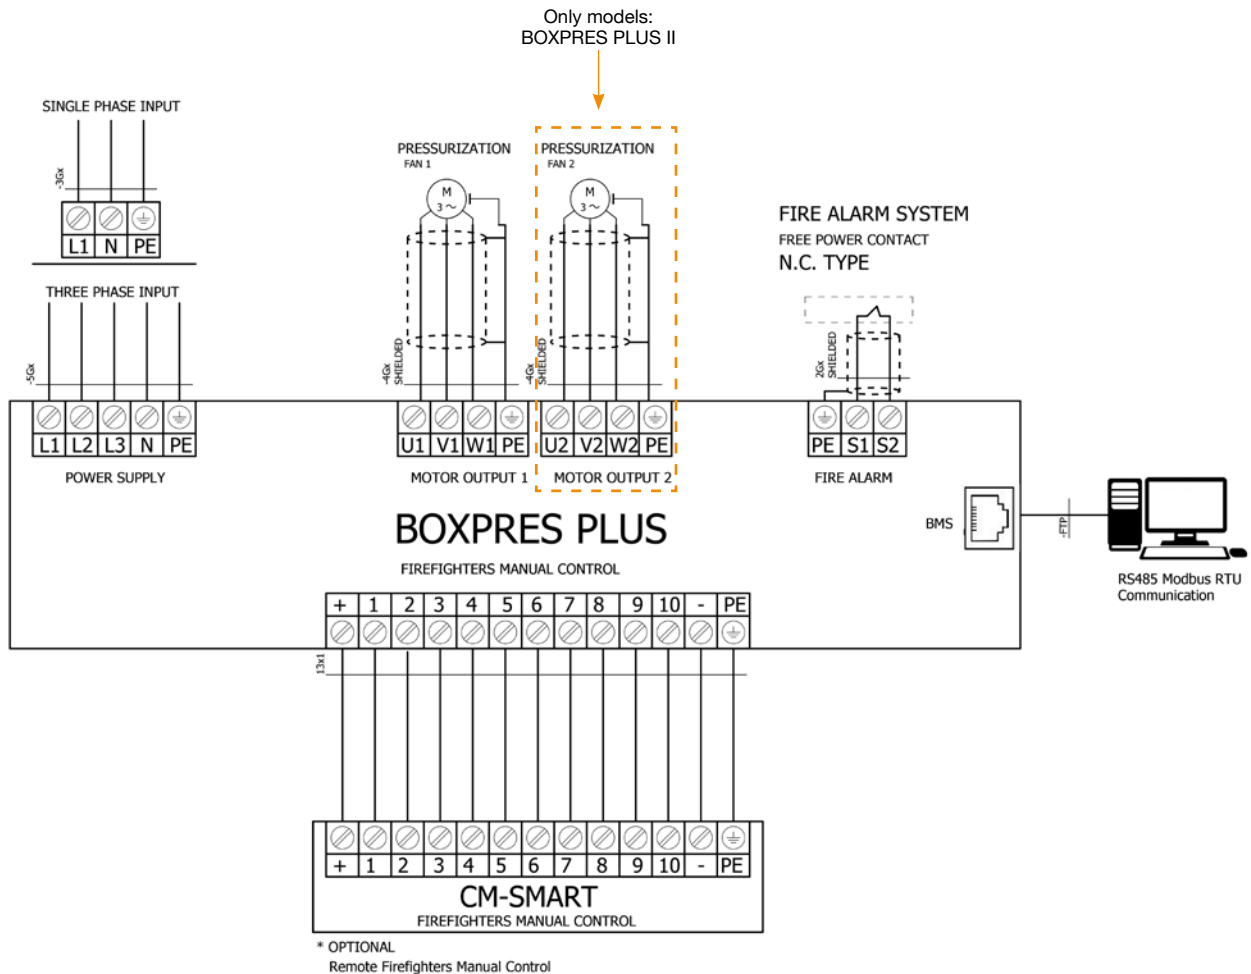 Only models:
BOXPRES PLUS II
SINGLE PHASE INPUT
-3Gx
L1 N PE
THREE PHASE INPUT
-5Gx
L1 L2 L3 N PE
POWER SUPPLY
PRESSURIZATION
FAN 1
M
3~
-4Gx
SHIELDED
U1 V1 W1 PE
MOTOR OUTPUT 1
PRESSURIZATION
FAN 2
M
3~
-4Gx
SHIELDED
U2 V2 W2 PE
MOTOR OUTPUT 2
FIRE ALARM SYSTEM
FREE POWER CONTACT
N.C. TYPE
2Gx
SHIELDED
PE S1 S2
FIRE ALARM
BOXPRES PLUS
BMS
-FTP
RS485 Modbus RTU
Communication
FIREFIGHTERS MANUAL CONTROL
+ 1 2 3 4 5 6 7 8 9 10 - PE
13x1
+ 1 2 3 4 5 6 7 8 9 10 - PE
CM-SMART
FIREFIGHTERS MANUAL CONTROL
* OPTIONAL
Remote Firefighters Manual Control